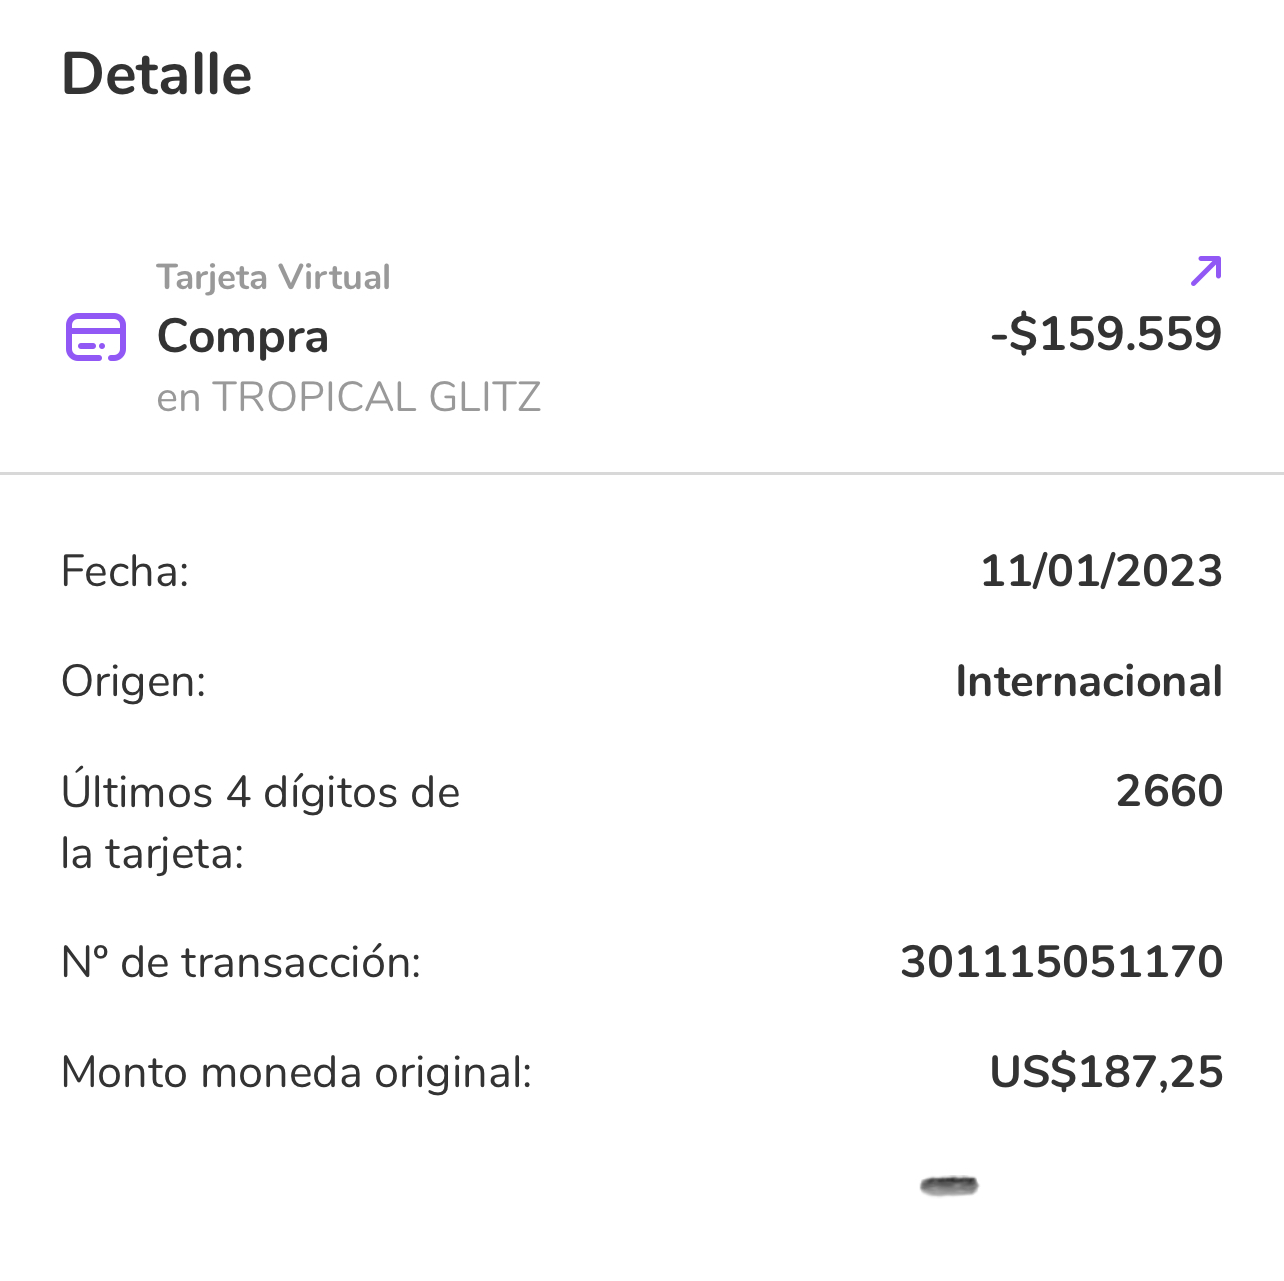 Detalle
Tarjeta Virtual
Compra
-$159.559
en TROPICAL GLITZ
Fecha:
11/01/2023
Origen:
Internacional
Últimos 4 dígitos de
la tarjeta:
2660
Nº de transacción:
301115051170
Monto moneda original:
US$187,25